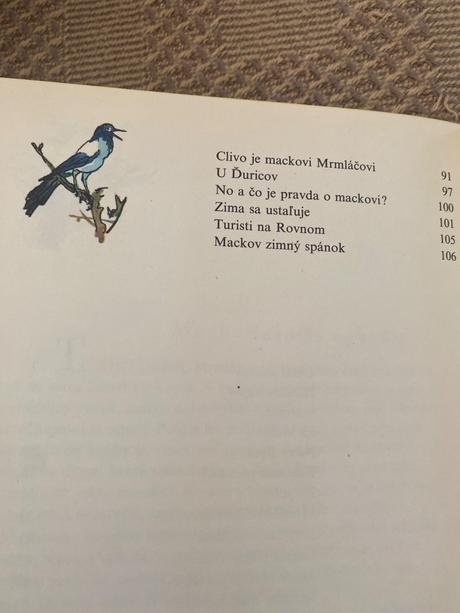 Clivo je mackovi Mrmláčovi 91
U Ďuricov 97
No a čo je pravda o mackovi? 100
Zima sa ustaľuje 101
Turisti na Rovnom 105
Mackov zimný spánok 106